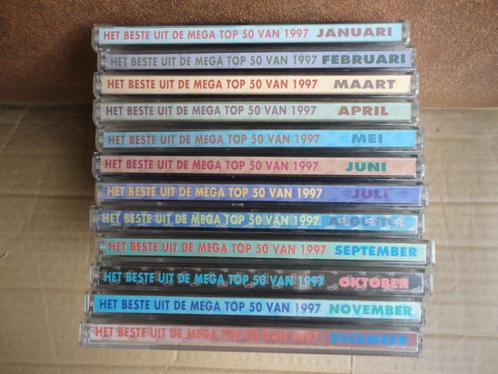 HET BESTE UIT DE MEGA TOP 50 VAN 1997 JANUARI
HET BESTE UIT DE MEGA TOP 50 VAN 1997 FEBRUARI
HET BESTE UIT DE MEGA TOP 50 VAN 1997 MAART
HET BESTE UIT DE MEGA TOP 50 VAN 1997 APRIL
HET BESTE UIT DE MEGA TOP 50 VAN 1997 MEI
HET BESTE UIT DE MEGA TOP 50 VAN 1997 JUNI
HET BESTE UIT DE MEGA TOP 50 VAN 1997 JULI
HET BESTE UIT DE MEGA TOP 50 VAN 1997 AUGUSTUS
HET BESTE UIT DE MEGA TOP 50 VAN 1997 SEPTEMBER
HET BESTE UIT DE MEGA TOP 50 VAN 1997 OKTOBER
HET BESTE UIT DE MEGA TOP 50 VAN 1997 NOVEMBER
HET BESTE UIT DE MEGA TOP 50 VAN 1997 DECEMBER